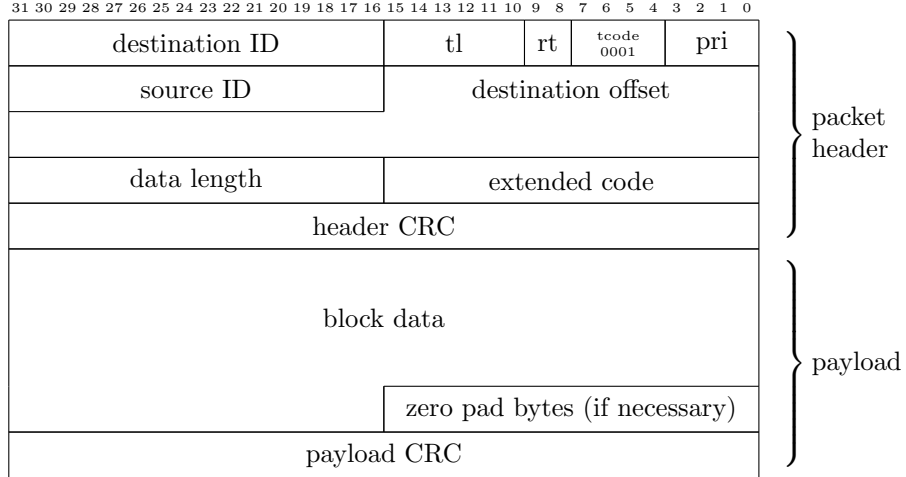 31 30 29 28 27 26 25 24 23 22 21 20 19 18 17 16 15 14 13 12 11 10 9 8 7 6 5 4 3 2 1 0
destination ID tl rt tcode pri
0001
source ID destination offset
packet
header
data length extended code
header CRC
block data
payload
zero pad bytes (if necessary)
payload CRC